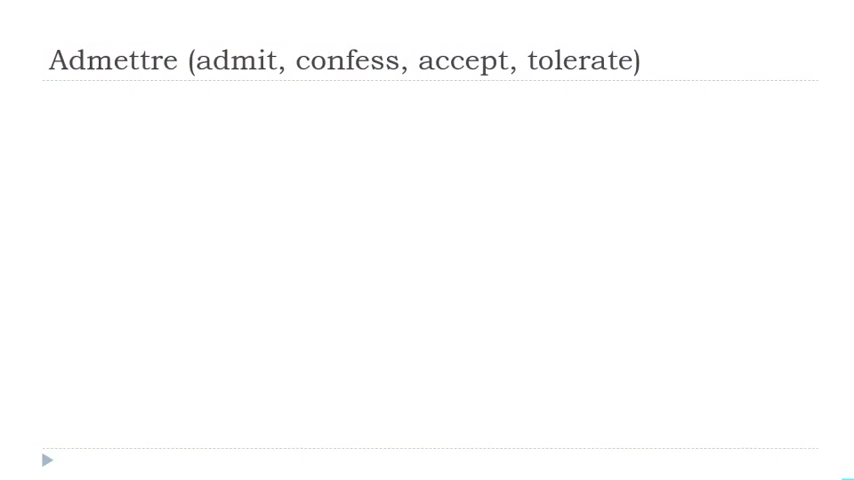 Admettre (admit, confess, accept, tolerate)